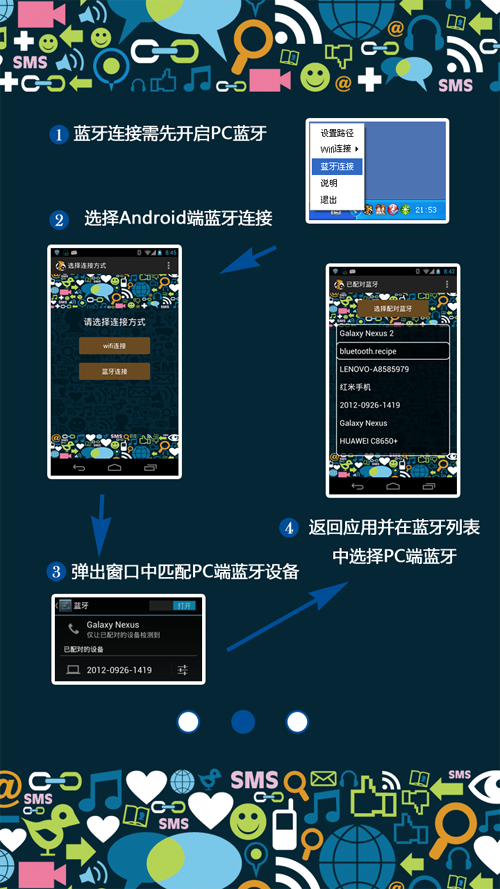 SMS
SMS
1 蓝牙连接需先开启PC蓝牙
设置路径
Wifi连接
蓝牙连接
说明
退出
21:53
2 选择Android端蓝牙连接
8:45
选择连接方式
请选择连接方式
wifi连接
蓝牙连接
SMS
8:43
已配对蓝牙
选择配对蓝牙
Galaxy Nexus 2
bluetooth.recipe
LENOVO-A8585979
红米手机
2012-0926-1419
Galaxy Nexus
HUAWEI C8650+
4 返回应用并在蓝牙列表
中选择PC端蓝牙
3 弹出窗口中匹配PC端蓝牙设备
蓝牙
打开
Galaxy Nexus
仅让已配对的设备检测到
已配对的设备
2012-0926-1419
SMS
SMS
SMS
SMS